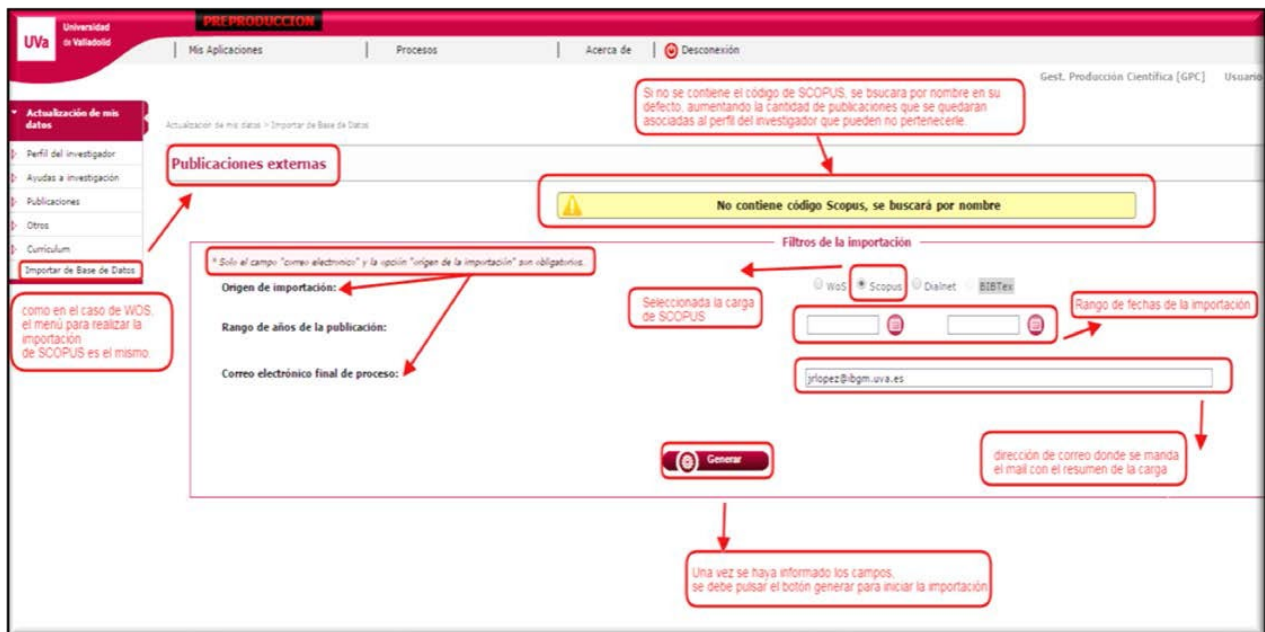 PREPRODUCCION
UVa
Universidad
de Valladolid
Mis Aplicaciones
Procesos
Acerca de
Desconexión
Gest. Producción Científica [GPC] Usuario
Si no se contiene el código de SCOPUS, se bsucara por nombre en su
defecto, aumentando la cantidad de publicaciones que se quedarán
asociadas al perfil del investigador que pueden no pertenecerle.
Actualización de mis
datos
Perfil del investigador
Ayudas a investigación
Publicaciones
Otros
Curriculum
Importar de Base de Datos
Actualización de mis datos > Importar de Base de Datos
Publicaciones externas
No contiene código Scopus, se buscará por nombre
Filtros de la importación
* Solo el campo "correo electronico" y la opción "origen de la importación" son obligatorios.
Origen de importación:
WoS Scopus Dialnet BIBTex
Seleccionada la carga
de SCOPUS
Rango de fechas de la importación
como en el caso de WOS,
el menú para realizar la
importación
de SCOPUS es el mismo.
Rango de años de la publicación:
Correo electrónico final de proceso:
jrlopez@ibgm.uva.es
dirección de correo donde se manda
el mail con el resumen de la carga
Generar
Una vez se haya informado los campos,
se debe pulsar el botón generar para iniciar la importación